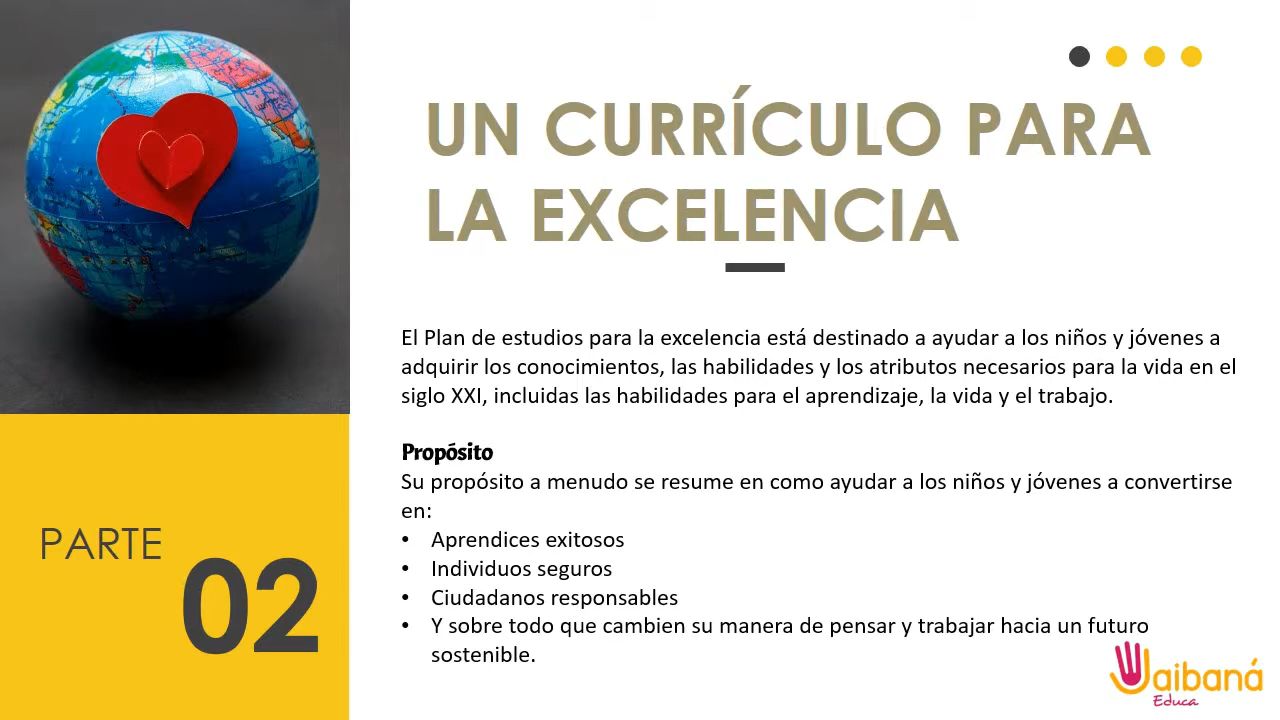 UN CURRÍCULO PARA
LA EXCELENCIA
El Plan de estudios para la excelencia está destinado a ayudar a los niños y jóvenes a
adquirir los conocimientos, las habilidades y los atributos necesarios para la vida en el
siglo XXI, incluidas las habilidades para el aprendizaje, la vida y el trabajo.
Propósito
Su propósito a menudo se resume en como ayudar a los niños y jóvenes a convertirse
en:
• Aprendices exitosos
• Individuos seguros
• Ciudadanos responsables
• Y sobre todo que cambien su manera de pensar y trabajar hacia un futuro
sostenible.
PARTE
02
Jaibaná
Educa